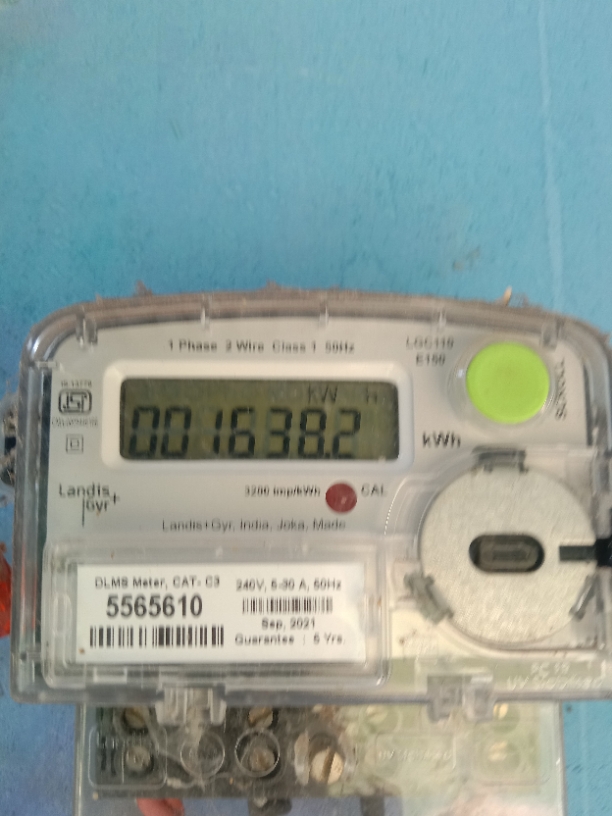 1 Phase 2 Wire Class 1 50Hz
LGC110
E150
KW H
001638.2
kWh
SCROLL
Landis
Gyr+
3200 imp/kWh
CAL
Landis+Gyr, India, Joka, Made
DLMS Meter, CAT- C3
5565610
240V, 5-30 A, 50Hz
Sep, 2021
Guarantee : 5 Yrs.